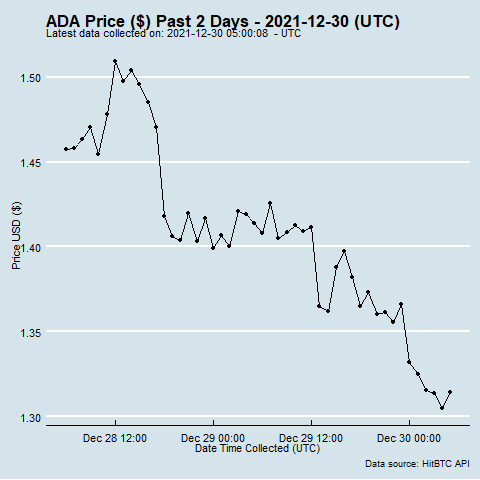 ADA Price ($) Past 2 Days - 2021-12-30 (UTC)
Latest data collected on: 2021-12-30 05:00:08 - UTC
Price USD ($)
1.50
1.45
1.40
1.35
1.30
Dec 28 12:00 Dec 29 00:00 Dec 29 12:00 Dec 30 00:00
Date Time Collected (UTC)
Data source: HitBTC API